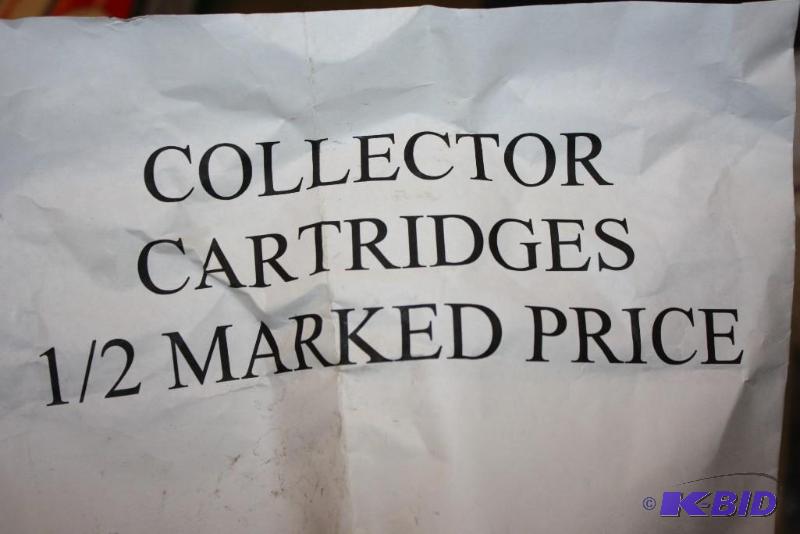 COLLECTOR
CARTRIDGES
1/2 MARKED PRICE
© K-BID